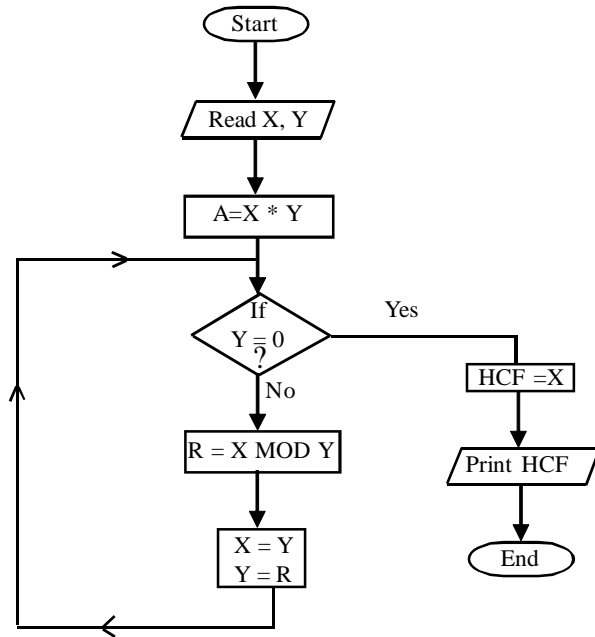 Start
Read X, Y
A=X * Y
If
Y = 0
?
Yes
No
HCF =X
R = X MOD Y
Print HCF
X = Y
Y = R
End